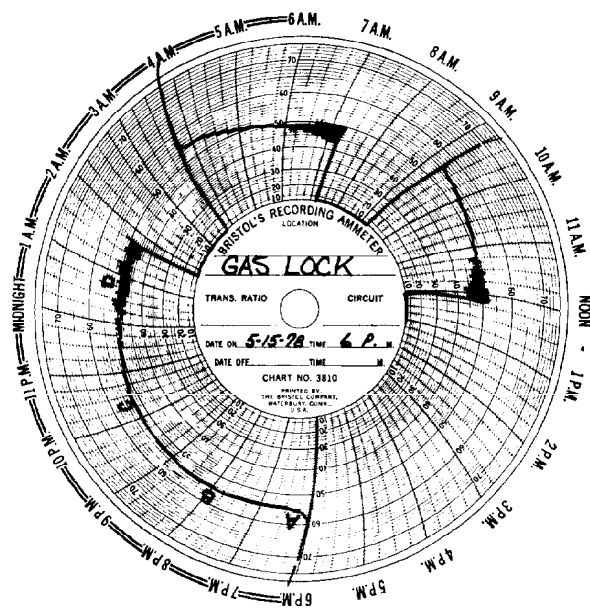 6 A.M.
7 A.M.
8 A.M.
9 A.M.
10 A.M.
11 A.M.
NOON
1 P.M.
2 P.M.
3 P.M.
4 P.M.
5 P.M.
6 P.M.
7 P.M.
8 P.M.
9 P.M.
10 P.M.
11 P.M.
MIDNIGHT
1 A.M.
2 A.M.
3 A.M.
4 A.M.
5 A.M.
BRISTOL'S RECORDING AMMETER
LOCATION
GAS LOCK
TRANS. RATIO CIRCUIT
DATE ON 5-15-78 TIME 6 P. M.
DATE OFF TIME M.
CHART NO. 3810
PRINTED BY
THE BRISTOL COMPANY,
WATERBURY, CONN.,
U.S.A.
A
B
C
D